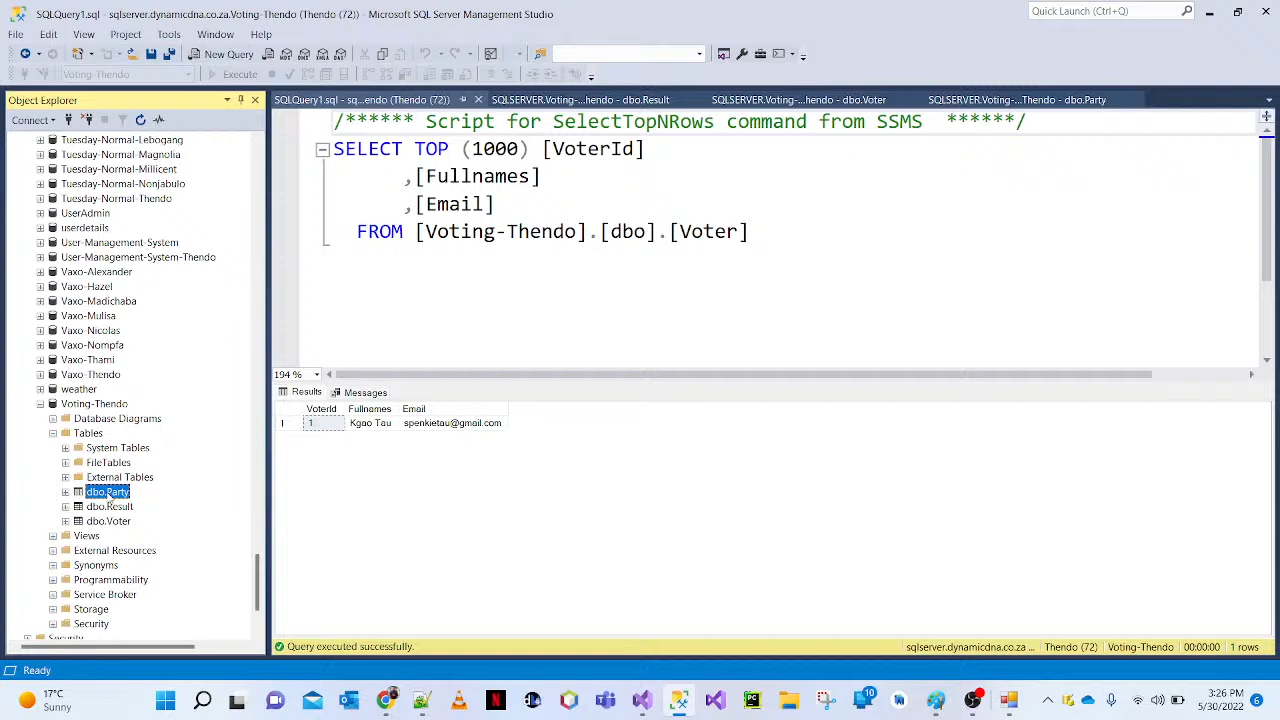 SQLQuery1.sql - sqlserver.dynamicdna.co.za.Voting-Thendo (Thendo (72)) - Microsoft SQL Server Management Studio
Quick Launch (Ctrl+Q)
File Edit View Project Tools Window Help
New Query
Voting-Thendo
Execute
Object Explorer
SQLQuery1.sql - sq...endo (Thendo (72))
SQLSERVER.Voting-...hendo - dbo.Result
SQLSERVER.Voting-...hendo - dbo.Voter
SQLSERVER.Voting-...Thendo - dbo.Party
Connect
Tuesday-Normal-Lebogang
Tuesday-Normal-Magnolia
Tuesday-Normal-Millicent
Tuesday-Normal-Nonjabulo
Tuesday-Normal-Thendo
UserAdmin
userdetails
User-Management-System
User-Management-System-Thendo
Vaxo-Alexander
Vaxo-Hazel
Vaxo-Madichaba
Vaxo-Mulisa
Vaxo-Nicolas
Vaxo-Nompfa
Vaxo-Thami
Vaxo-Thendo
weather
Voting-Thendo
Database Diagrams
Tables
System Tables
FileTables
External Tables
dbo.Party
dbo.Result
dbo.Voter
Views
External Resources
Synonyms
Programmability
Service Broker
Storage
Security
Security
/****** Script for SelectTopNRows command from SSMS  ******/
SELECT TOP (1000) [VoterId]
,[Fullnames]
,[Email]
FROM [Voting-Thendo].[dbo].[Voter]
194 %
Results Messages
VoterId Fullnames Email
1 1 Kgao Tau spenkietau@gmail.com
Query executed successfully.
sqlserver.dynamicdna.co.za ... Thendo (72) Voting-Thendo 00:00:00 1 rows
Ready
17°C
Sunny
10
3:26 PM
5/30/2022
6